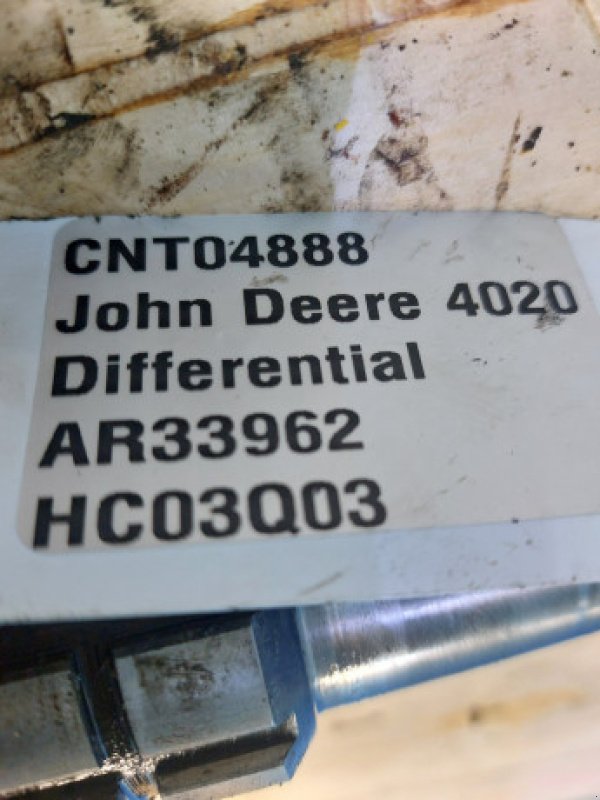 CNT04888
John Deere 4020
Differential
AR33962
HC03Q03